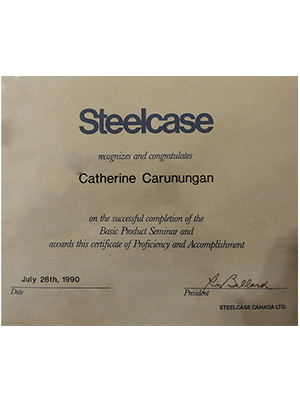 Steelcase
recognizes and congratulates
Catherine Carunungan
on the successful completion of the
Basic Product Seminar and
awards this certificate of Proficiency and Accomplishment
July 26th, 1990
Date
President
STEELCASE CANADA LTD.